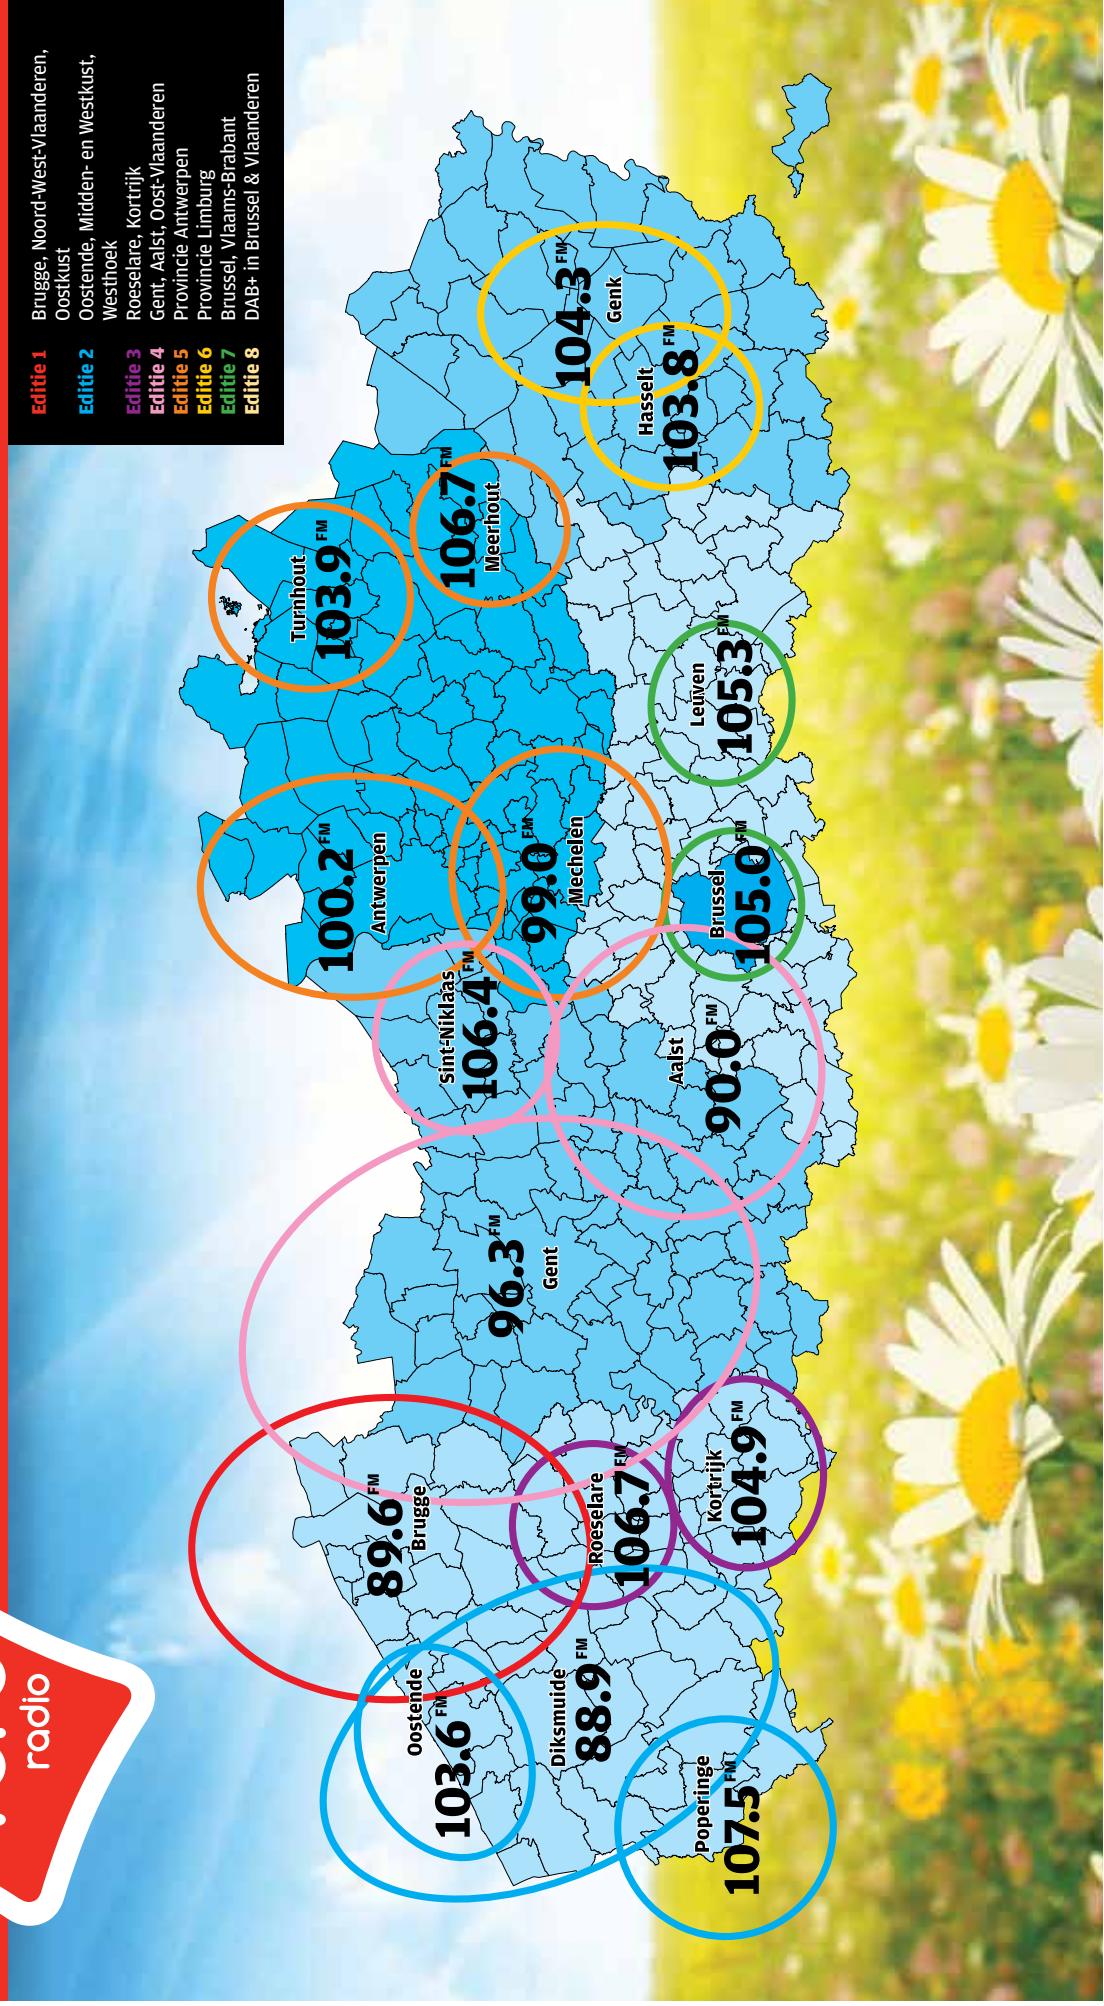 radio
Editie 1 Brugge, Noord-West-Vlaanderen,
Oostkust
Editie 2 Oostende, Midden- en Westkust,
Westhoek
Editie 3 Roeselare, Kortrijk
Editie 4 Gent, Aalst, Oost-Vlaanderen
Editie 5 Provincie Antwerpen
Editie 6 Provincie Limburg
Editie 7 Brussel, Vlaams-Brabant
Editie 8 DAB+ in Brussel & Vlaanderen
Oostende
103.6 FM
Diksmuide
88.9 FM
Poperinge
107.5 FM
89.6 FM
Brugge
Roeselare
106.7 FM
Kortrijk
104.9 FM
96.3 FM
Gent
Sint-Niklaas
106.4 FM
Aalst
90.0 FM
100.2 FM
Antwerpen
99.0 FM
Mechelen
Brussel
105.0 FM
Turnhout
103.9 FM
106.7 FM
Meerhout
Leuven
105.3 FM
Hasselt
103.8 FM
104.3 FM
Genk